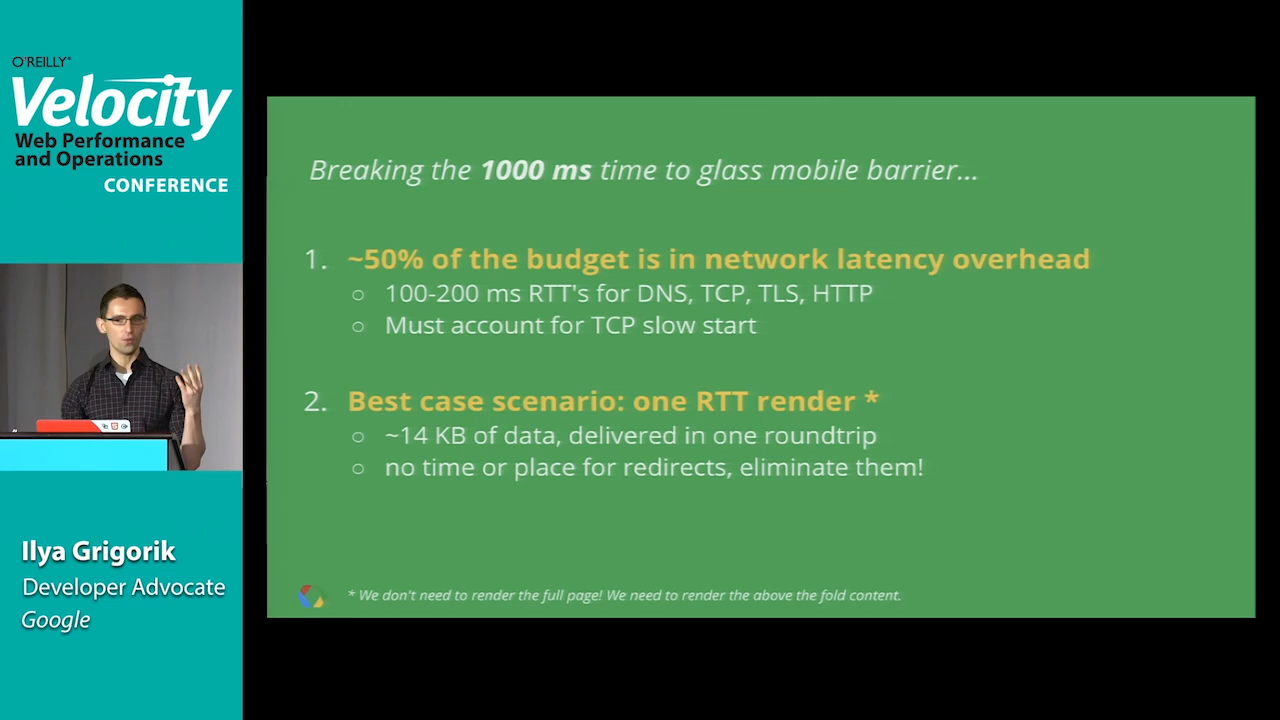 O'REILLY®
Velocity
Web Performance
and Operations
CONFERENCE
Ilya Grigorik
Developer Advocate
Google
Breaking the 1000 ms time to glass mobile barrier...
1. ~50% of the budget is in network latency overhead
○ 100-200 ms RTT's for DNS, TCP, TLS, HTTP
○ Must account for TCP slow start
2. Best case scenario: one RTT render *
○ ~14 KB of data, delivered in one roundtrip
○ no time or place for redirects, eliminate them!
* We don't need to render the full page! We need to render the above the fold content.